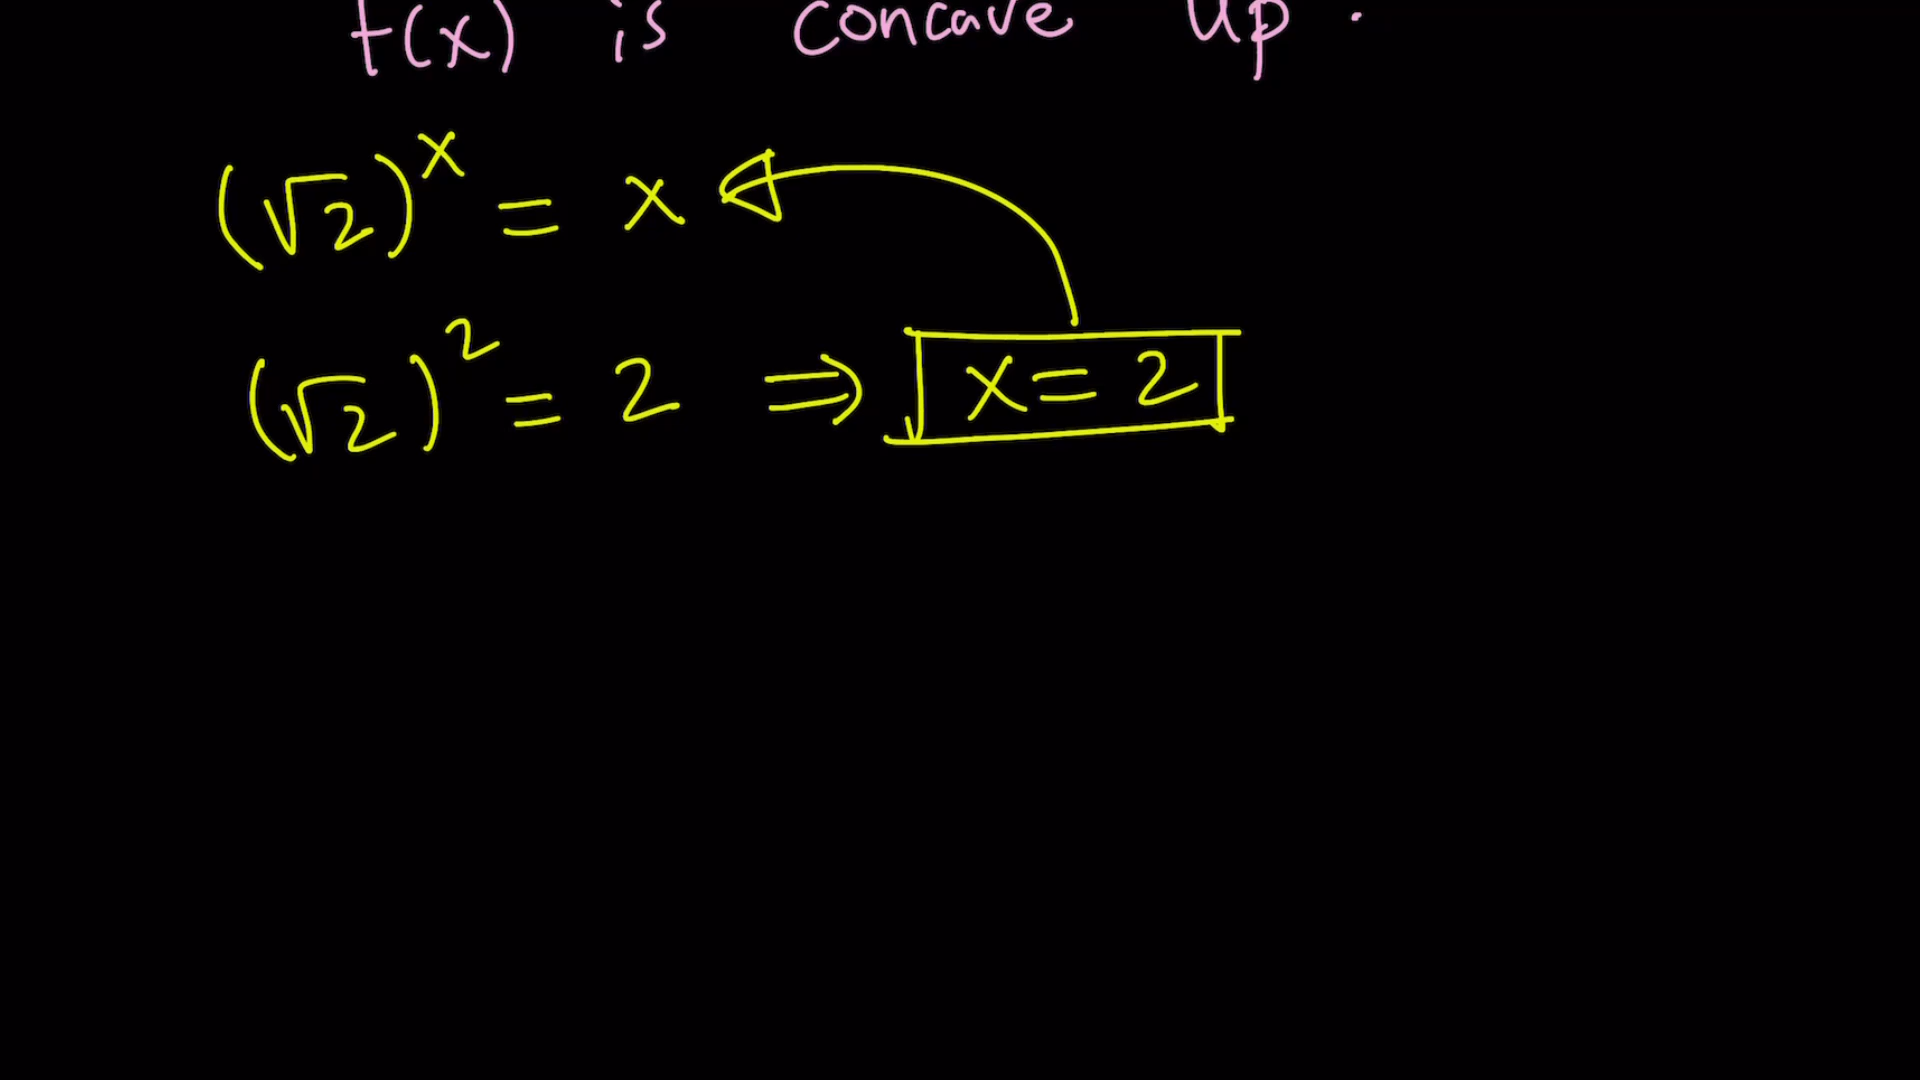 f(x) is concave up.
(√2)^x = x
(√2)^2 = 2 ⇒ x = 2